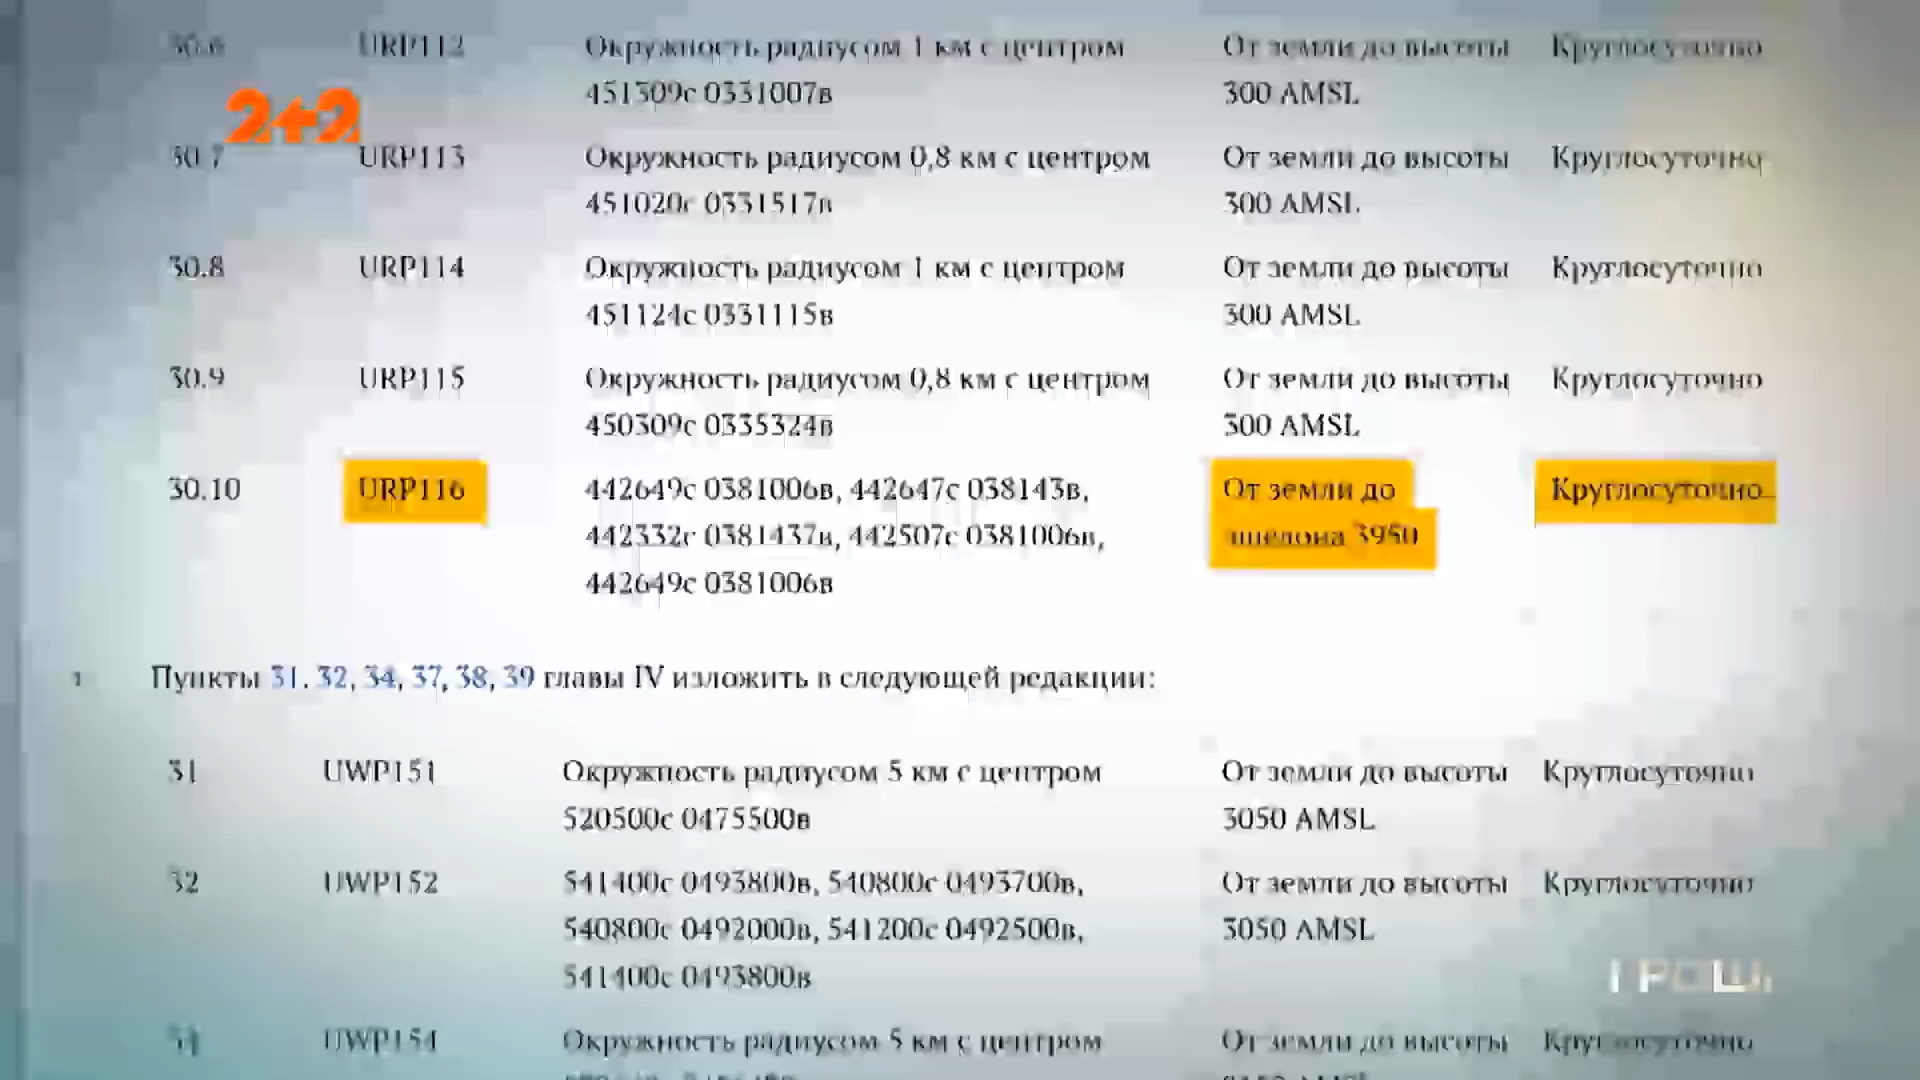 30.6 URP112 Окружность радиусом 1 км с центром От земли до высоты Круглосуточно
451309с 0331007в 300 AMSL
2+2
30.7 URP113 Окружность радиусом 0,8 км с центром От земли до высоты Круглосуточно
451020с 0331517в 300 AMSL
30.8 URP114 Окружность радиусом 1 км с центром От земли до высоты Круглосуточно
451124с 0331115в 300 AMSL
30.9 URP115 Окружность радиусом 0,8 км с центром От земли до высоты Круглосуточно
450309с 0335324в 300 AMSL
30.10 URP116 442649с 0381006в, 442647с 038143в, От земли до Круглосуточно
442332с 0381437в, 442507с 0381006в, эшелона 3950
442649с 0381006в
Пункты 31, 32, 34, 37, 38, 39 главы IV изложить в следующей редакции:
31 UWP151 Окружность радиусом 5 км с центром От земли до высоты Круглосуточно
520500с 0475500в 3050 AMSL
32 UWP152 541400с 0493800в, 540800с 0493700в, От земли до высоты Круглосуточно
540800с 0492000в, 541200с 0492500в, 3050 AMSL
541400с 0493800в
ГРОШІ
34 UWP154 Окружность радиусом 5 км с центром От земли до высоты Круглосуточно